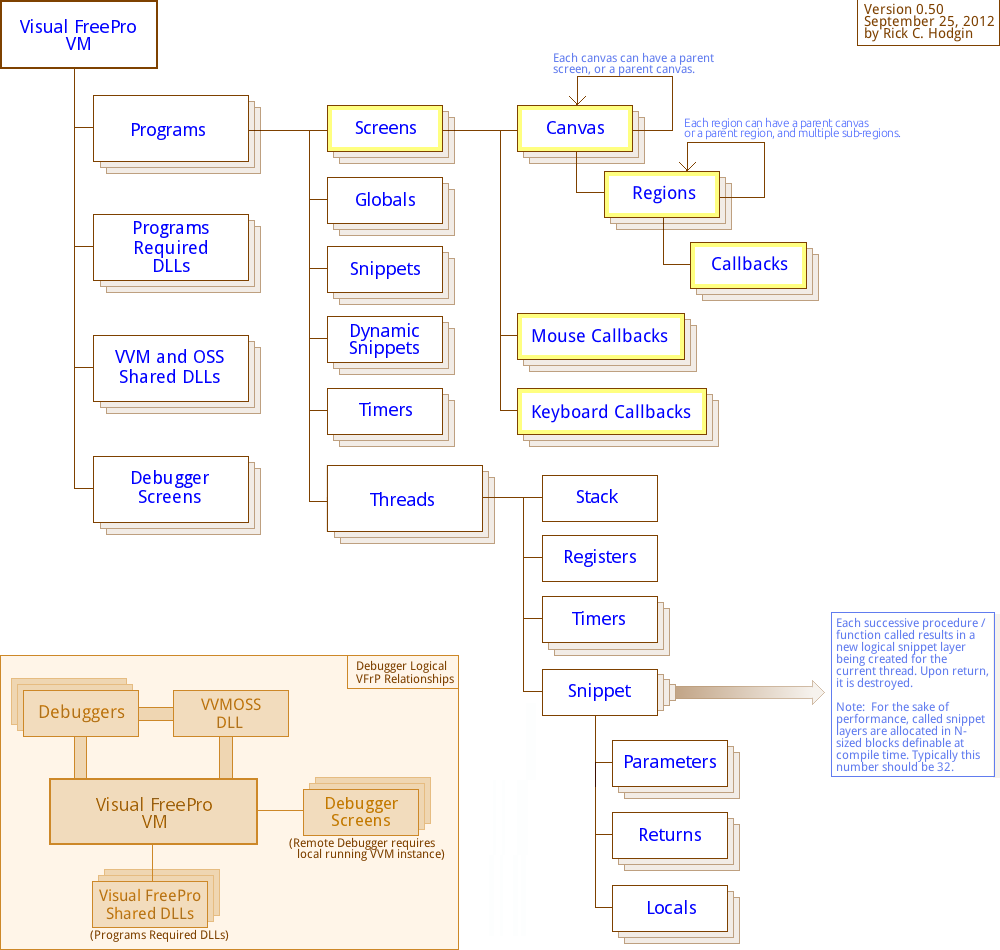 Visual FreePro
VM
Version 0.50
September 25, 2012
by Rick C. Hodgin
Each canvas can have a parent
screen, or a parent canvas.
Programs
Screens
Canvas
Each region can have a parent canvas
or a parent region, and multiple sub-regions.
Globals
Regions
Programs
Required
DLLs
Snippets
Callbacks
Dynamic
Snippets
Mouse Callbacks
VVM and OSS
Shared DLLs
Timers
Keyboard Callbacks
Debugger
Screens
Threads
Stack
Registers
Timers
Snippet
Each successive procedure /
function called results in a
new logical snippet layer
being created for the
current thread. Upon return,
it is destroyed.
Note:  For the sake of
performance, called snippet
layers are allocated in N-
sized blocks definable at
compile time. Typically this
number should be 32.
Parameters
Returns
Locals
Debugger Logical
VFrP Relationships
Debuggers
VVMOSS
DLL
Visual FreePro
VM
Debugger
Screens
(Remote Debugger requires
local running VVM instance)
Visual FreePro
Shared DLLs
(Programs Required DLLs)